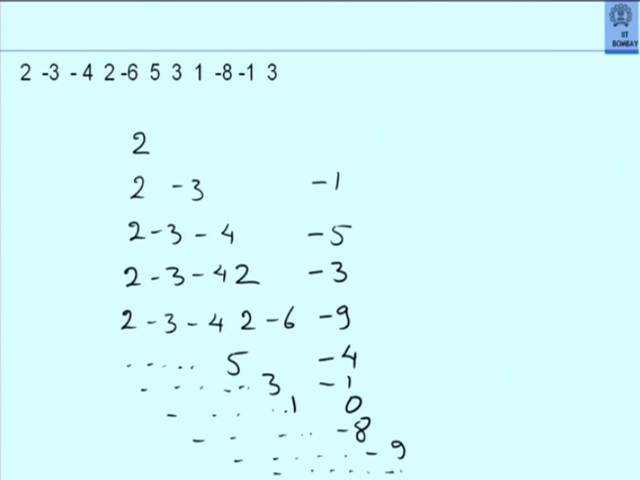 IIT
BOMBAY
2 -3 - 4 2 -6 5 3 1 -8 -1 3
2
2 - 3 - 1
2 - 3 - 4 - 5
2 - 3 - 4 2 - 3
2 - 3 - 4 2 - 6 - 9
..... 5 - 4
- . . . .. 3 - 1
- . . .. 1 0
- . . .. - 8
- . . . . . - 9
- . . . . . . .